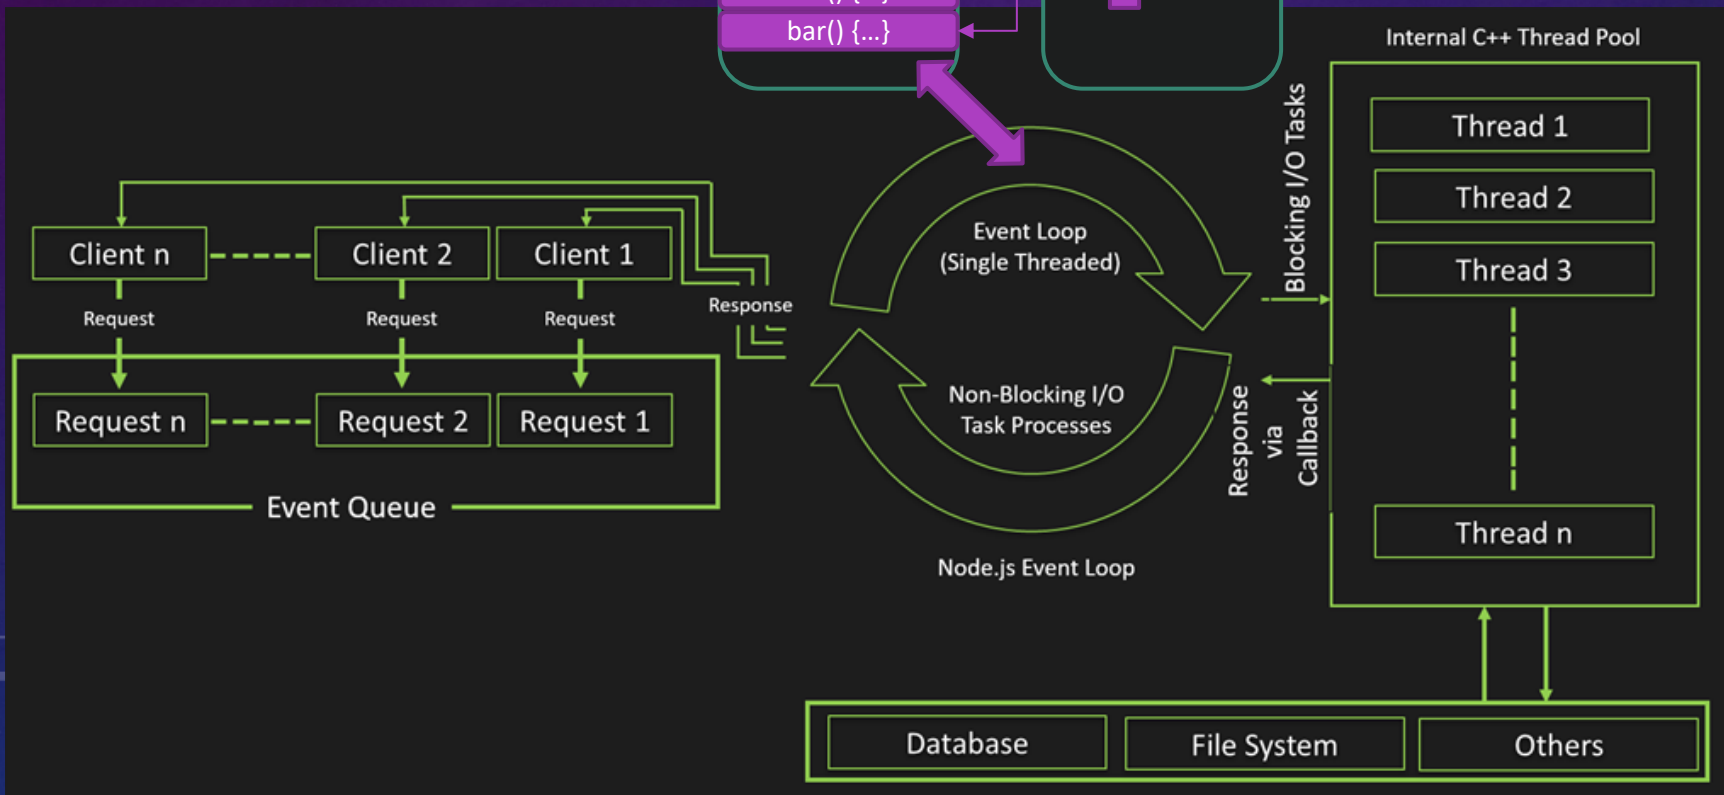 bar() {...}
Internal C++ Thread Pool
Thread 1
Thread 2
Thread 3
Thread n
Blocking I/O Tasks
Response
via
Callback
Event Loop
(Single Threaded)
Non-Blocking I/O
Task Processes
Node.js Event Loop
Client n
Client 2
Client 1
Response
Request
Request
Request
Request n
Request 2
Request 1
Event Queue
Database
File System
Others